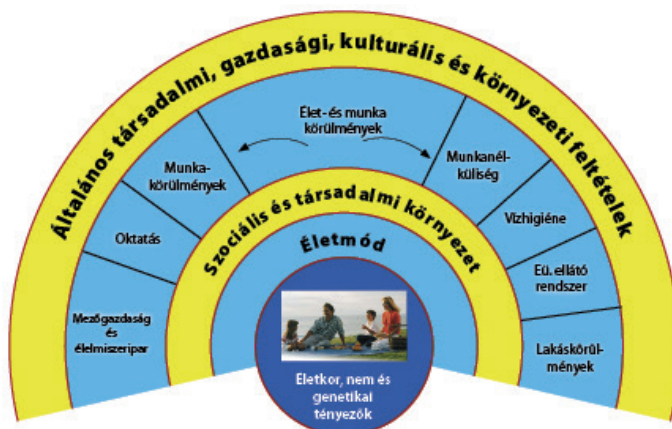 Általános társadalmi, gazdasági, kulturális és környezeti feltételek
Élet- és munka
körülmények
Munka-
körülmények
Munkanél-
küliség
Oktatás
Vízhigiéne
Mezőgazdaság
és
élelmiszeripar
Eü. ellátó
rendszer
Lakáskörül-
mények
Szociális és társadalmi környezet
Életmód
Életkor, nem és
genetikai
tényezők